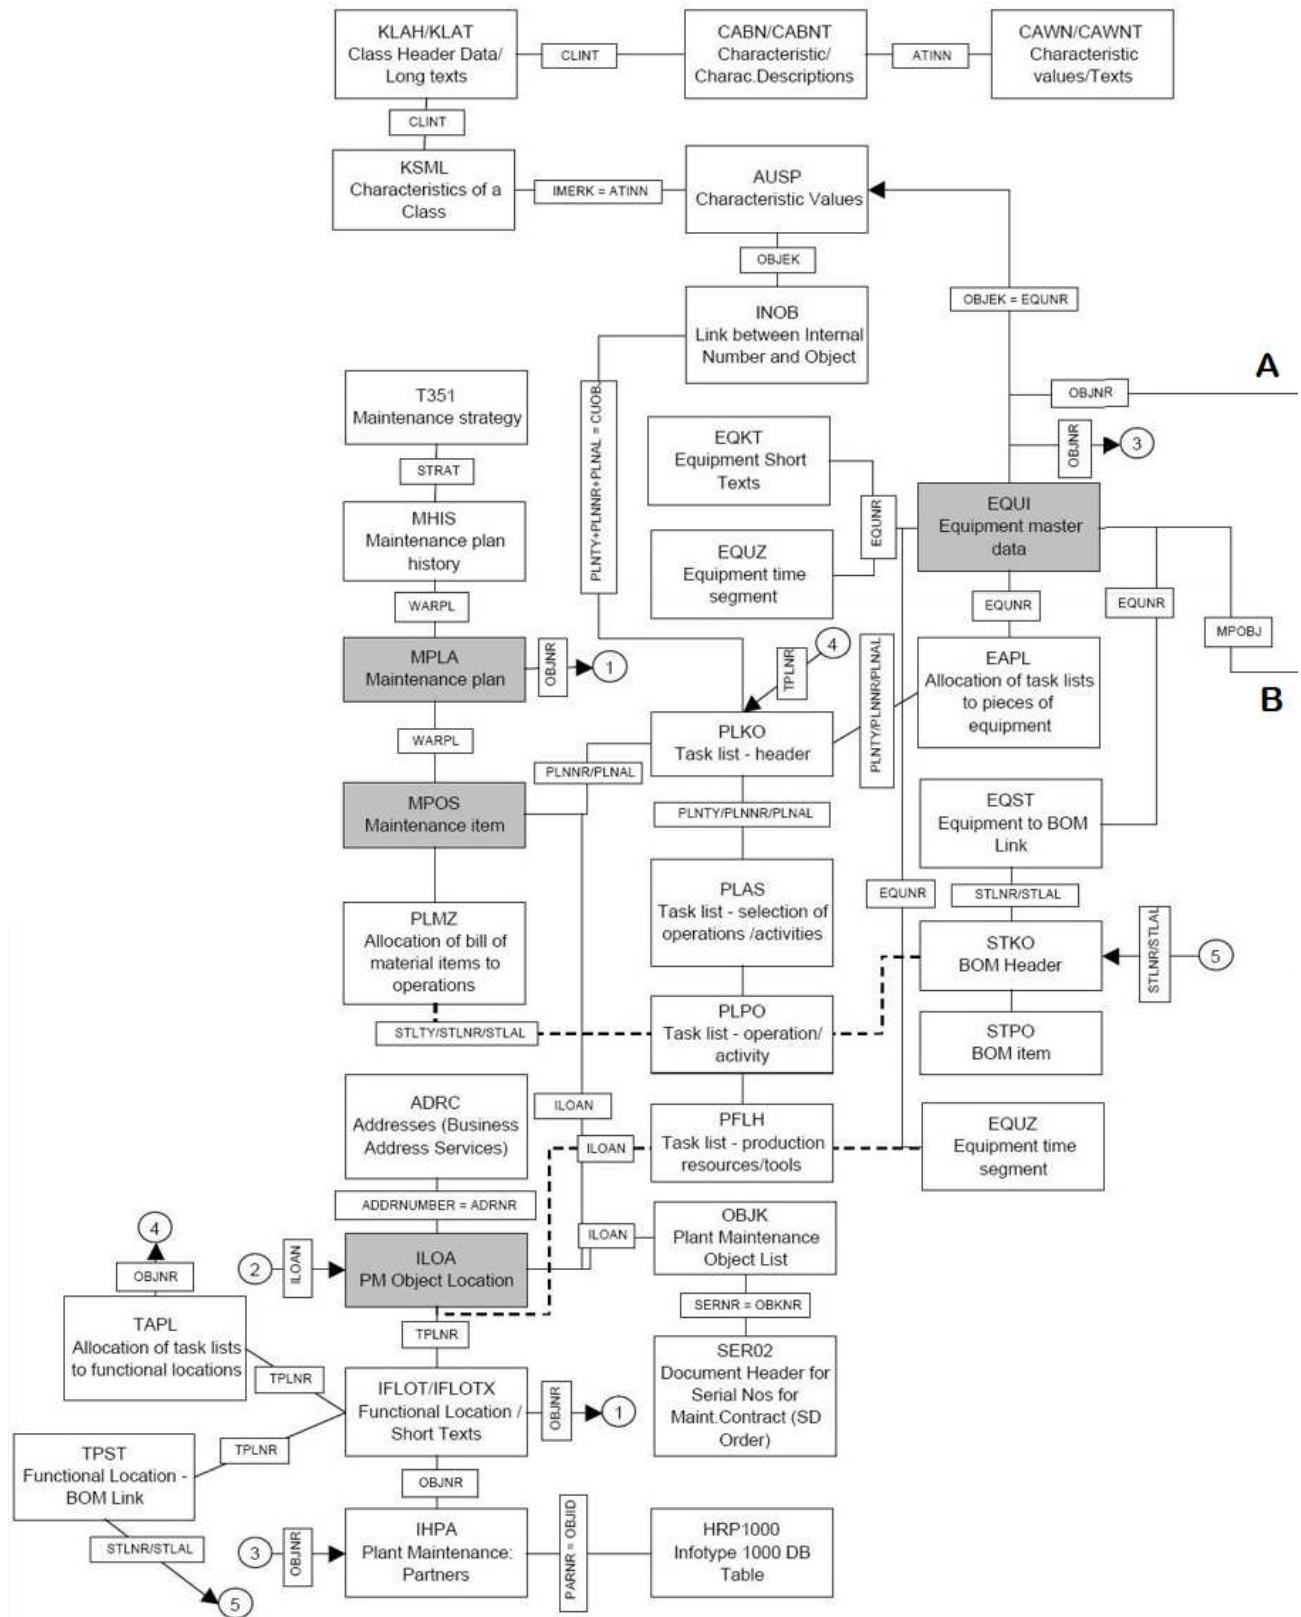 KLAH/KLAT
Class Header Data/
Long texts
CLINT
CABN/CABNT
Characteristic/
Charac.Descriptions
ATINN
CAWN/CAWNT
Characteristic
values/Texts
CLINT
KSML
Characteristics of a
Class
IMERK = ATINN
AUSP
Characteristic Values
OBJEK
OBJEK = EQUNR
INOB
Link between Internal
Number and Object
PLNTY+PLNNR+PLNAL = CUOBJ
A
OBJNR
OBJNR
3
T351
Maintenance strategy
STRAT
MHIS
Maintenance plan
history
WARPL
EQKT
Equipment Short
Texts
EQUNR
EQUZ
Equipment time
segment
EQUI
Equipment master
data
EQUNR
EQUNR
MPOBJ
B
MPLA
Maintenance plan
OBJNR
1
WARPL
4
TPLNR
PLNTY/PLNNR/PLNAL
EAPL
Allocation of task lists
to pieces of
equipment
PLKO
Task list - header
PLNNR/PLNAL
MPOS
Maintenance item
PLNTY/PLNNR/PLNAL
EQST
Equipment to BOM
Link
EQUNR
STLNR/STLAL
PLAS
Task list - selection of
operations /activities
PLMZ
Allocation of bill of
material items to
operations
STKO
BOM Header
STLNR/STLAL
5
STLTY/STLNR/STLAL
PLPO
Task list - operation/
activity
STPO
BOM item
ADRC
Addresses (Business
Address Services)
ILOAN
ILOAN
PFLH
Task list - production
resources/tools
EQUZ
Equipment time
segment
ADDRNUMBER = ADRNR
4
OBJNR
2
ILOAN
ILOA
PM Object Location
ILOAN
OBJK
Plant Maintenance
Object List
SERNR = OBKNR
TAPL
Allocation of task lists
to functional locations
TPLNR
TPLNR
SER02
Document Header for
Serial Nos for
Maint.Contract (SD
Order)
IFLOT/IFLOTX
Functional Location /
Short Texts
OBJNR
1
TPLNR
TPST
Functional Location -
BOM Link
OBJNR
STLNR/STLAL
5
3
OBJNR
IHPA
Plant Maintenance:
Partners
PARNR = OBJID
HRP1000
Infotype 1000 DB
Table